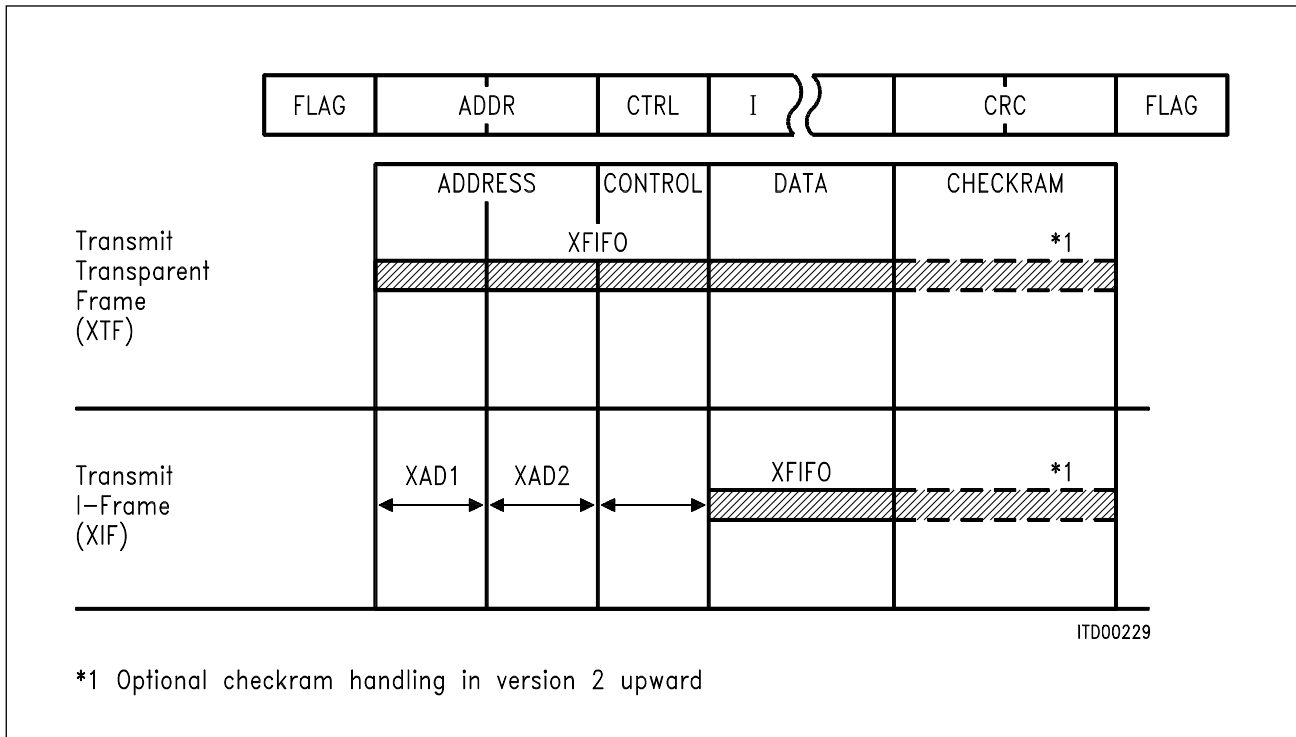 FLAG ADDR CTRL I CRC FLAG
ADDRESS CONTROL DATA CHECKRAM
Transmit
Transparent
Frame
(XTF)
XFIFO *1
Transmit
I-Frame
(XIF)
XAD1 XAD2 XFIFO *1
ITD00229
*1 Optional checkram handling in version 2 upward